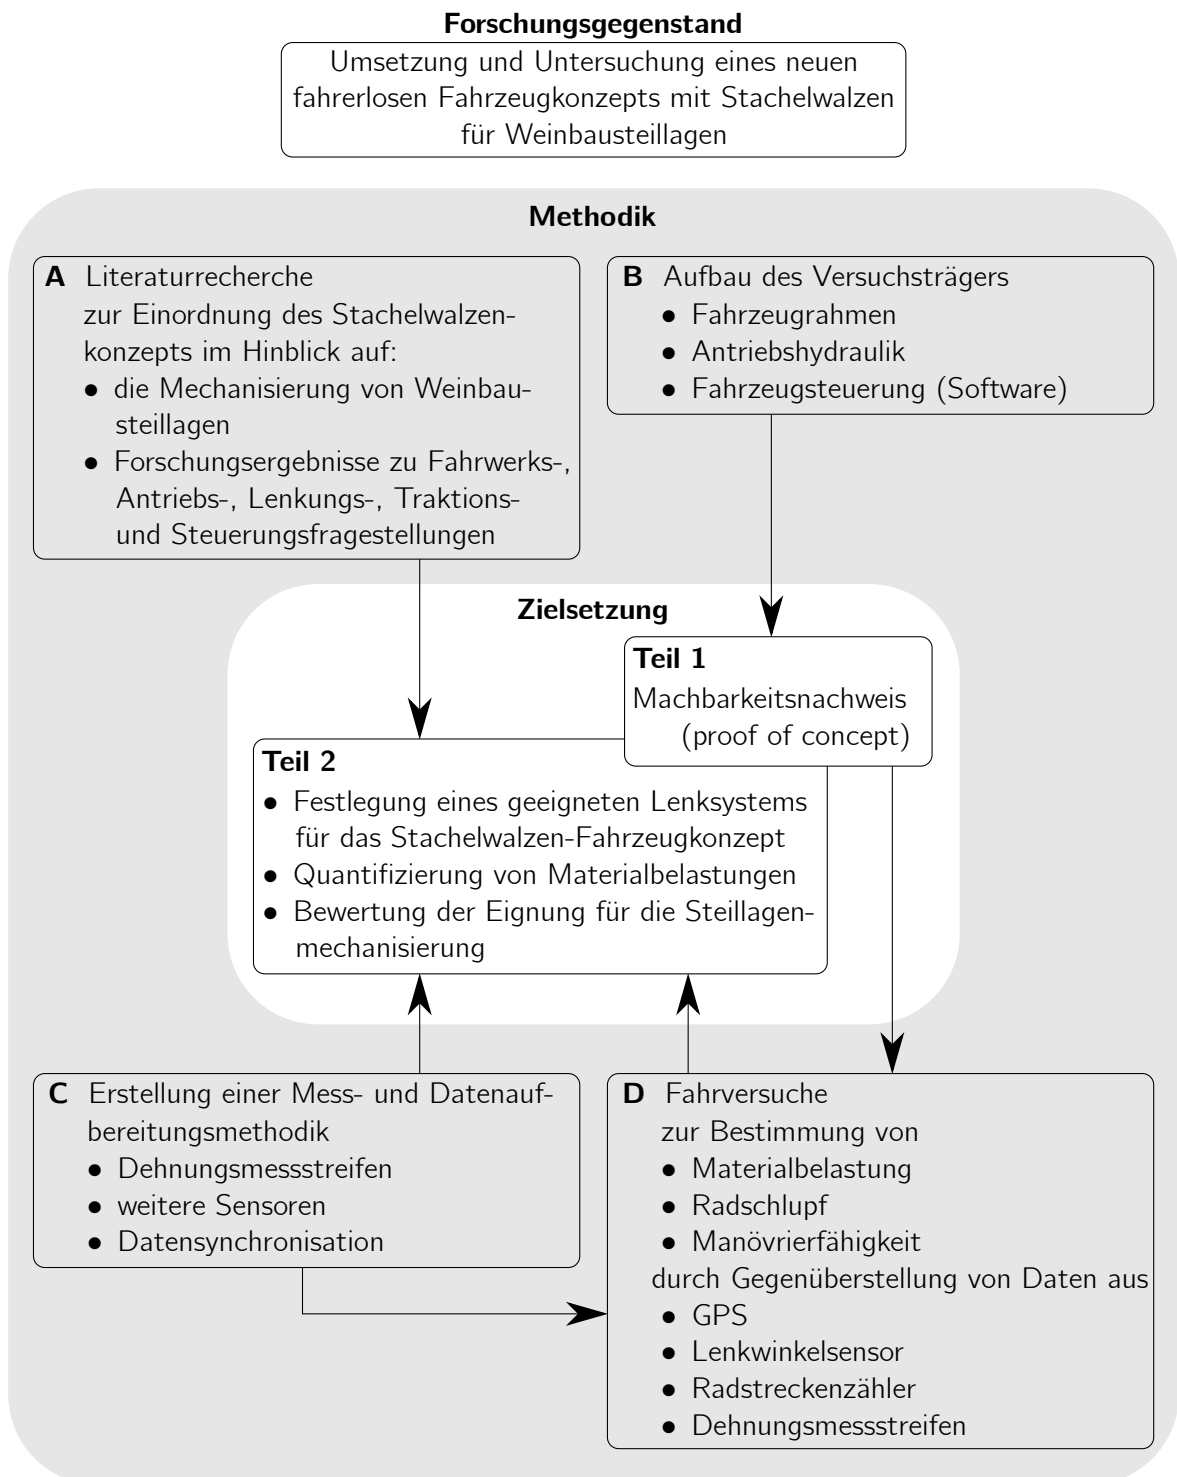 Forschungsgegenstand
Umsetzung und Untersuchung eines neuen
fahrerlosen Fahrzeugkonzepts mit Stachelwalzen
für Weinbausteillagen
Methodik
A Literaturrecherche
zur Einordnung des Stachelwalzen-
konzepts im Hinblick auf:
• die Mechanisierung von Weinbau-
steillagen
• Forschungsergebnisse zu Fahrwerks-,
Antriebs-, Lenkungs-, Traktions-
und Steuerungsfragestellungen
B Aufbau des Versuchsträgers
• Fahrzeugrahmen
• Antriebshydraulik
• Fahrzeugsteuerung (Software)
Zielsetzung
Teil 1
Machbarkeitsnachweis
(proof of concept)
Teil 2
• Festlegung eines geeigneten Lenksystems
für das Stachelwalzen-Fahrzeugkonzept
• Quantifizierung von Materialbelastungen
• Bewertung der Eignung für die Steillagen-
mechanisierung
C Erstellung einer Mess- und Datenauf-
bereitungsmethodik
• Dehnungsmessstreifen
• weitere Sensoren
• Datensynchronisation
D Fahrversuche
zur Bestimmung von
• Materialbelastung
• Radschlupf
• Manövrierfähigkeit
durch Gegenüberstellung von Daten aus
• GPS
• Lenkwinkelsensor
• Radstreckenzähler
• Dehnungsmessstreifen